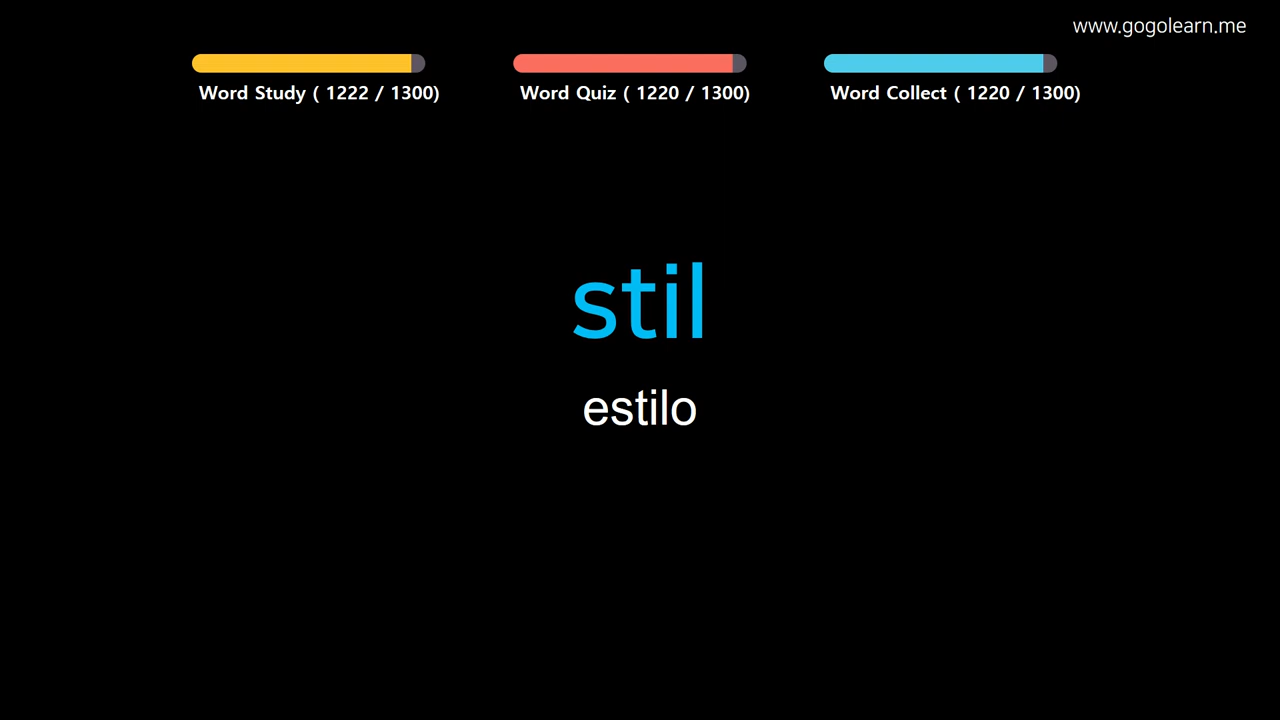 www.gogolearn.me
Word Study ( 1222 / 1300)
Word Quiz ( 1220 / 1300)
Word Collect ( 1220 / 1300)
stil
estilo